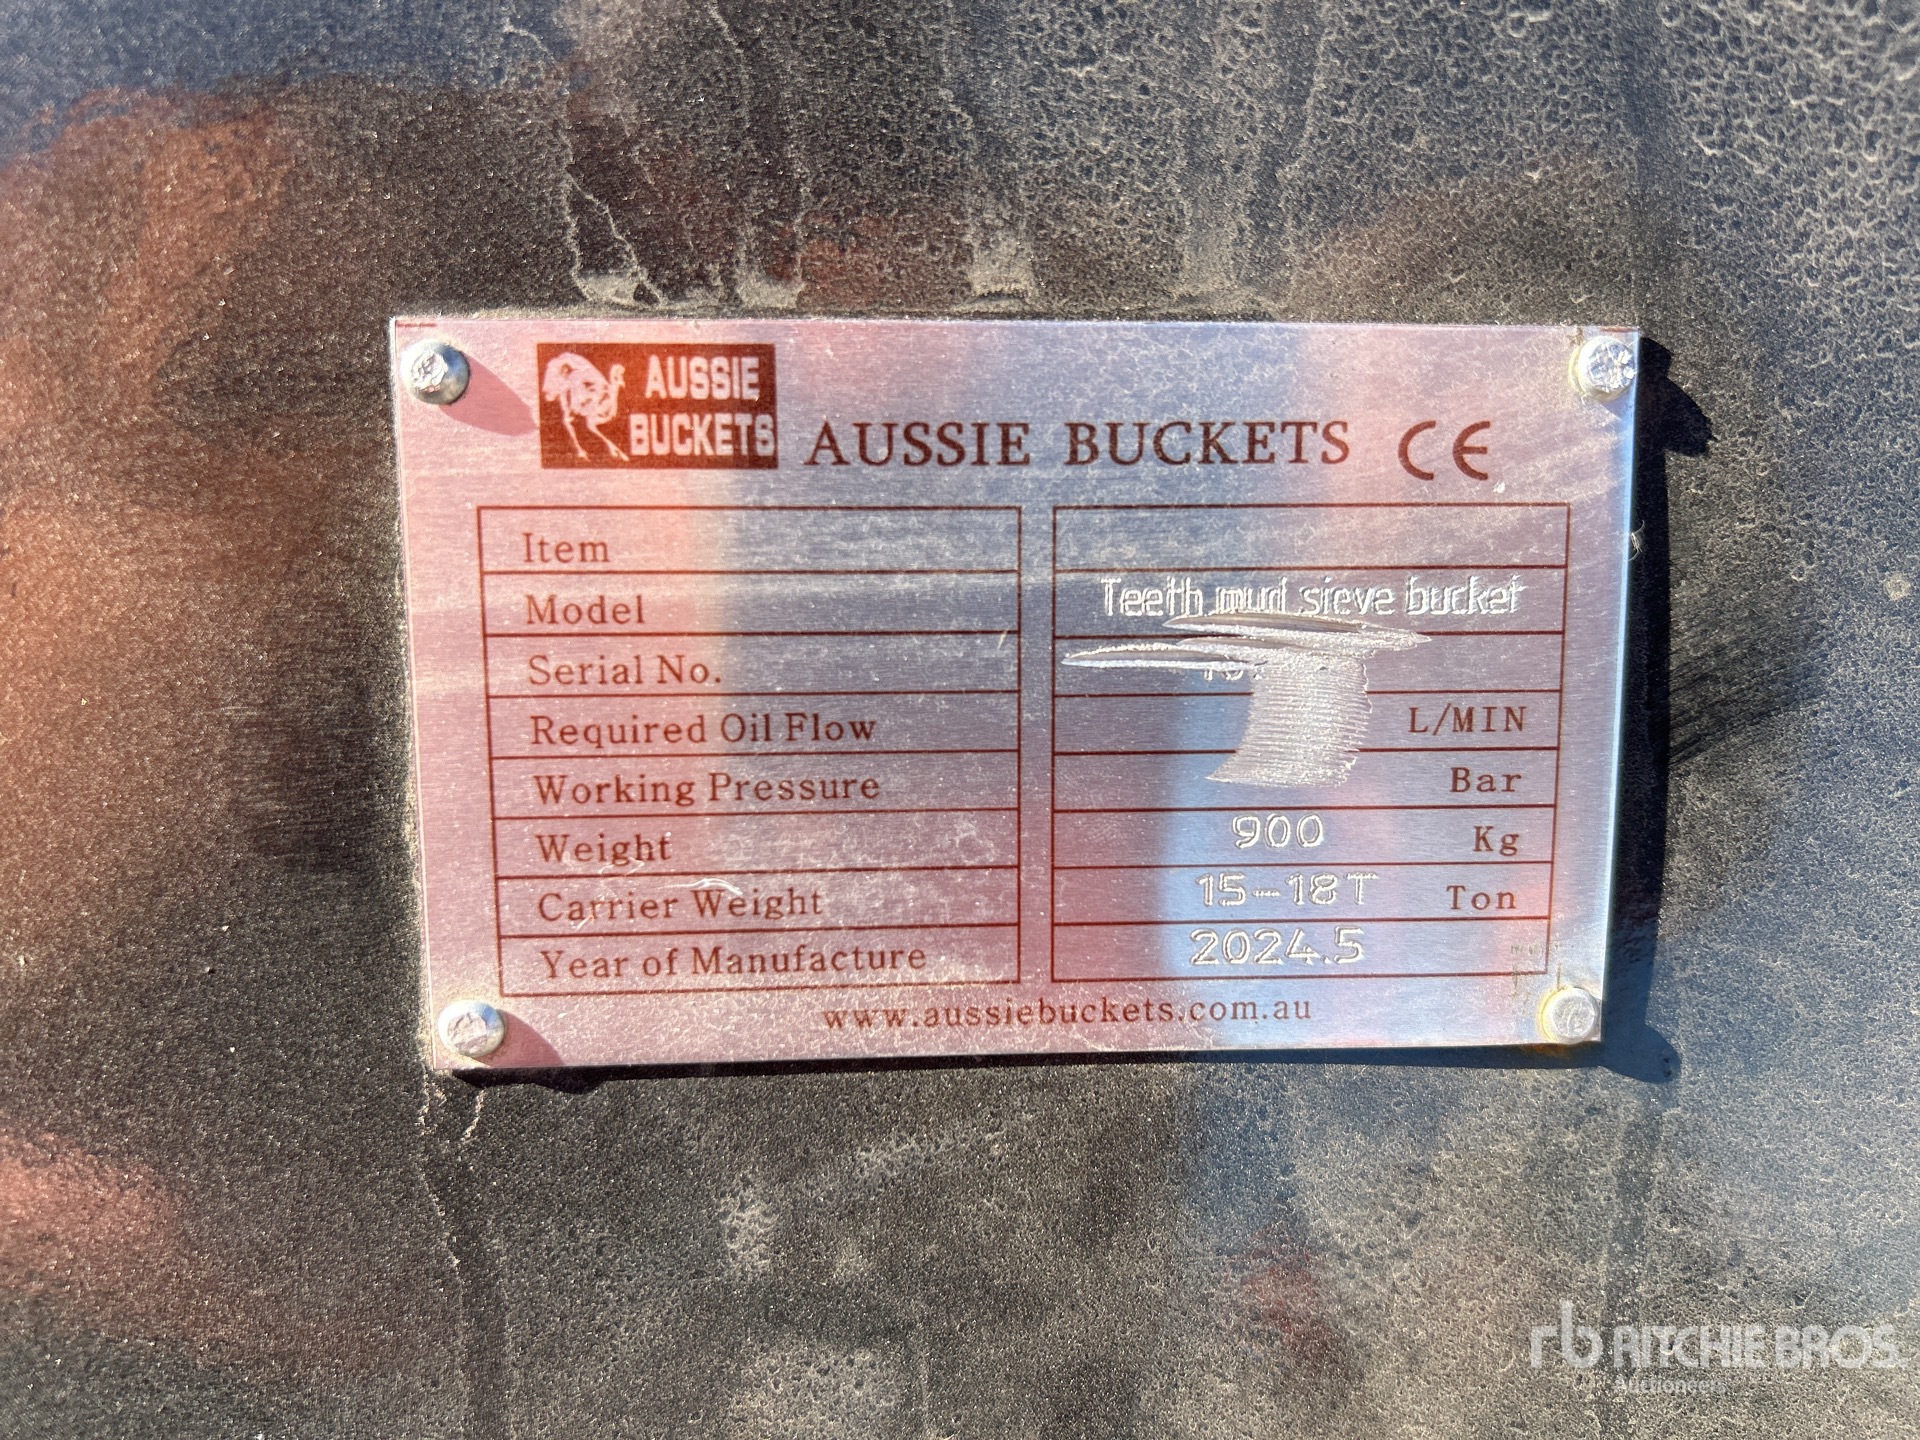 AUSSIE
BUCKETS
AUSSIE BUCKETS CE
Item
Model Teeth mud sieve bucket
Serial No.
Required Oil Flow L/MIN
Working Pressure Bar
Weight 900 Kg
Carrier Weight 15-18T Ton
Year of Manufacture 2024.5
www.aussiebuckets.com.au
rb RITCHIE BROS.
Auctioneers